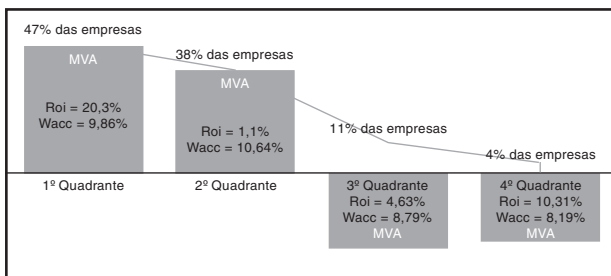 47% das empresas
MVA
Roi = 20,3%
Wacc = 9,86%
1º Quadrante
38% das empresas
MVA
Roi = 1,1%
Wacc = 10,64%
2º Quadrante
11% das empresas
3º Quadrante
Roi = 4,63%
Wacc = 8,79%
MVA
4% das empresas
4º Quadrante
Roi = 10,31%
Wacc = 8,19%
MVA